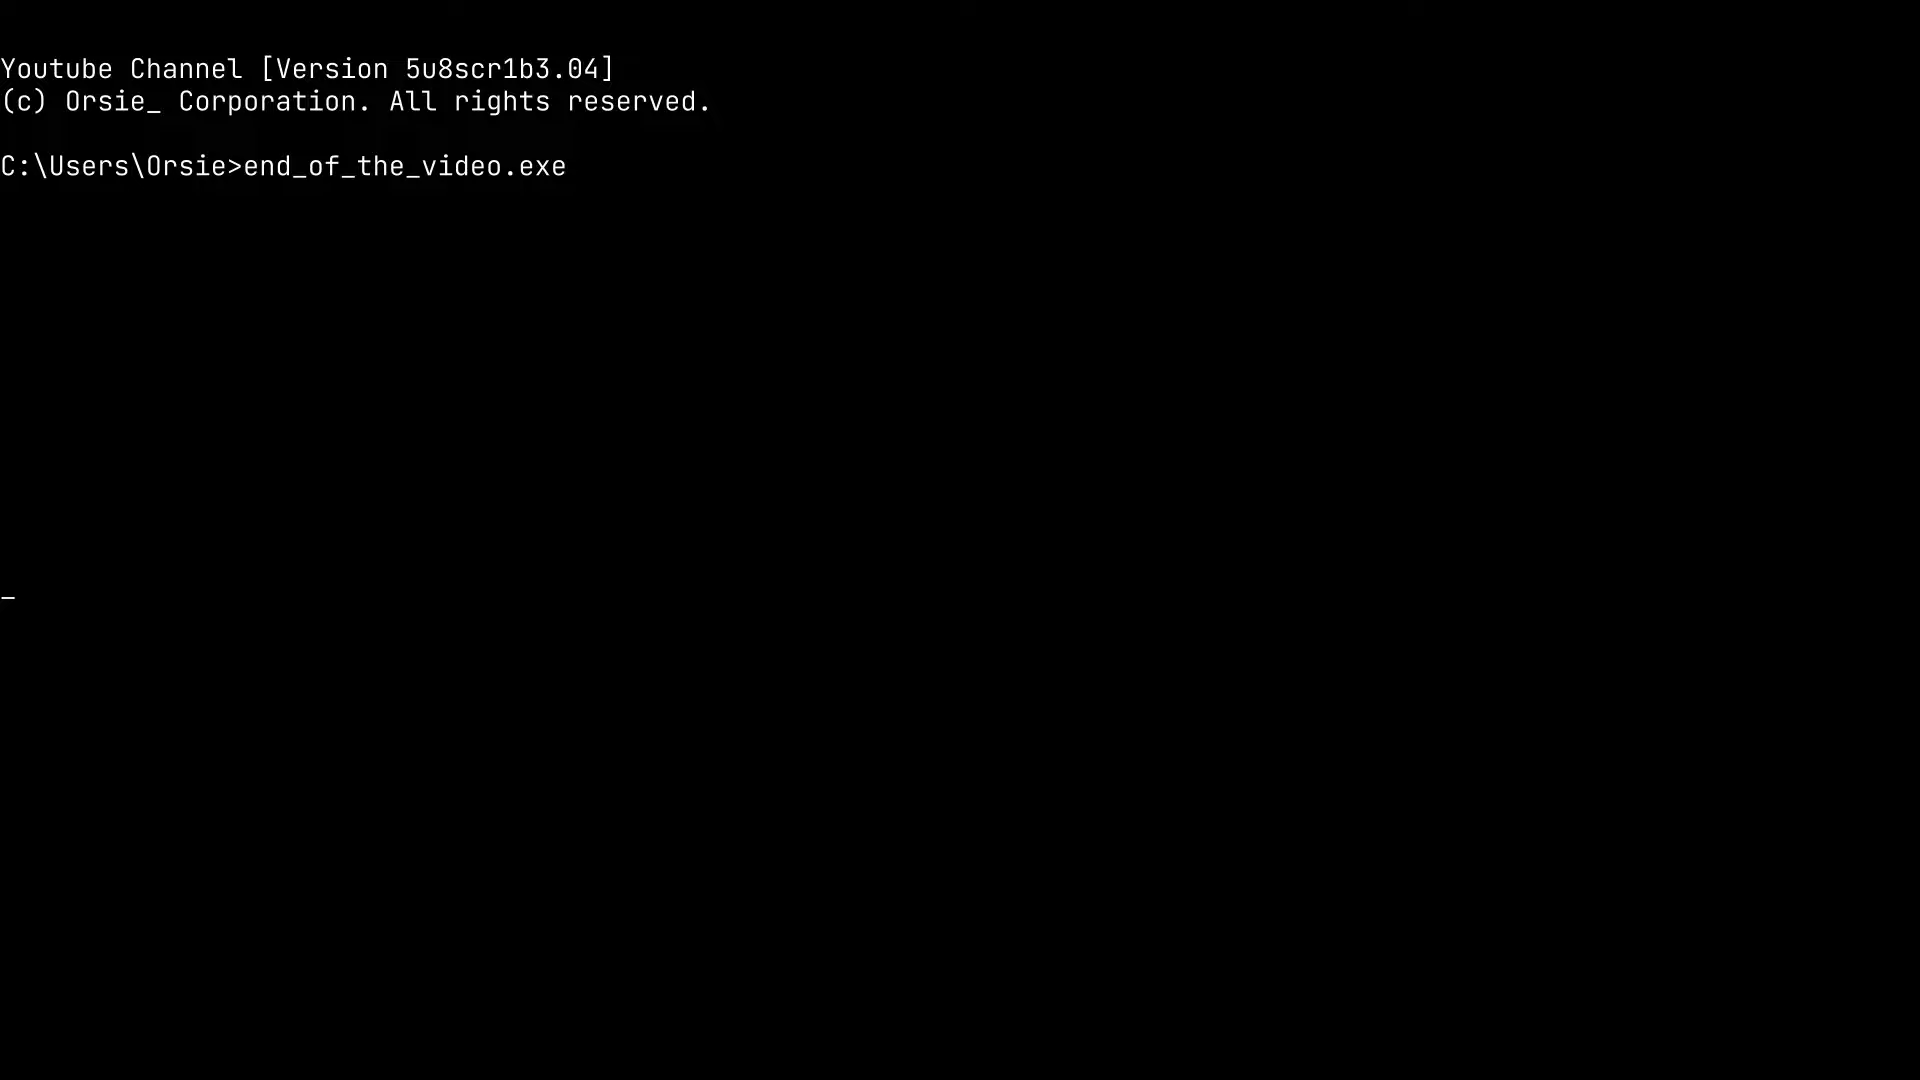 Youtube Channel [Version 5u8scr1b3.04]
(c) Orsie_ Corporation. All rights reserved.
C:\Users\Orsie>end_of_the_video.exe
_